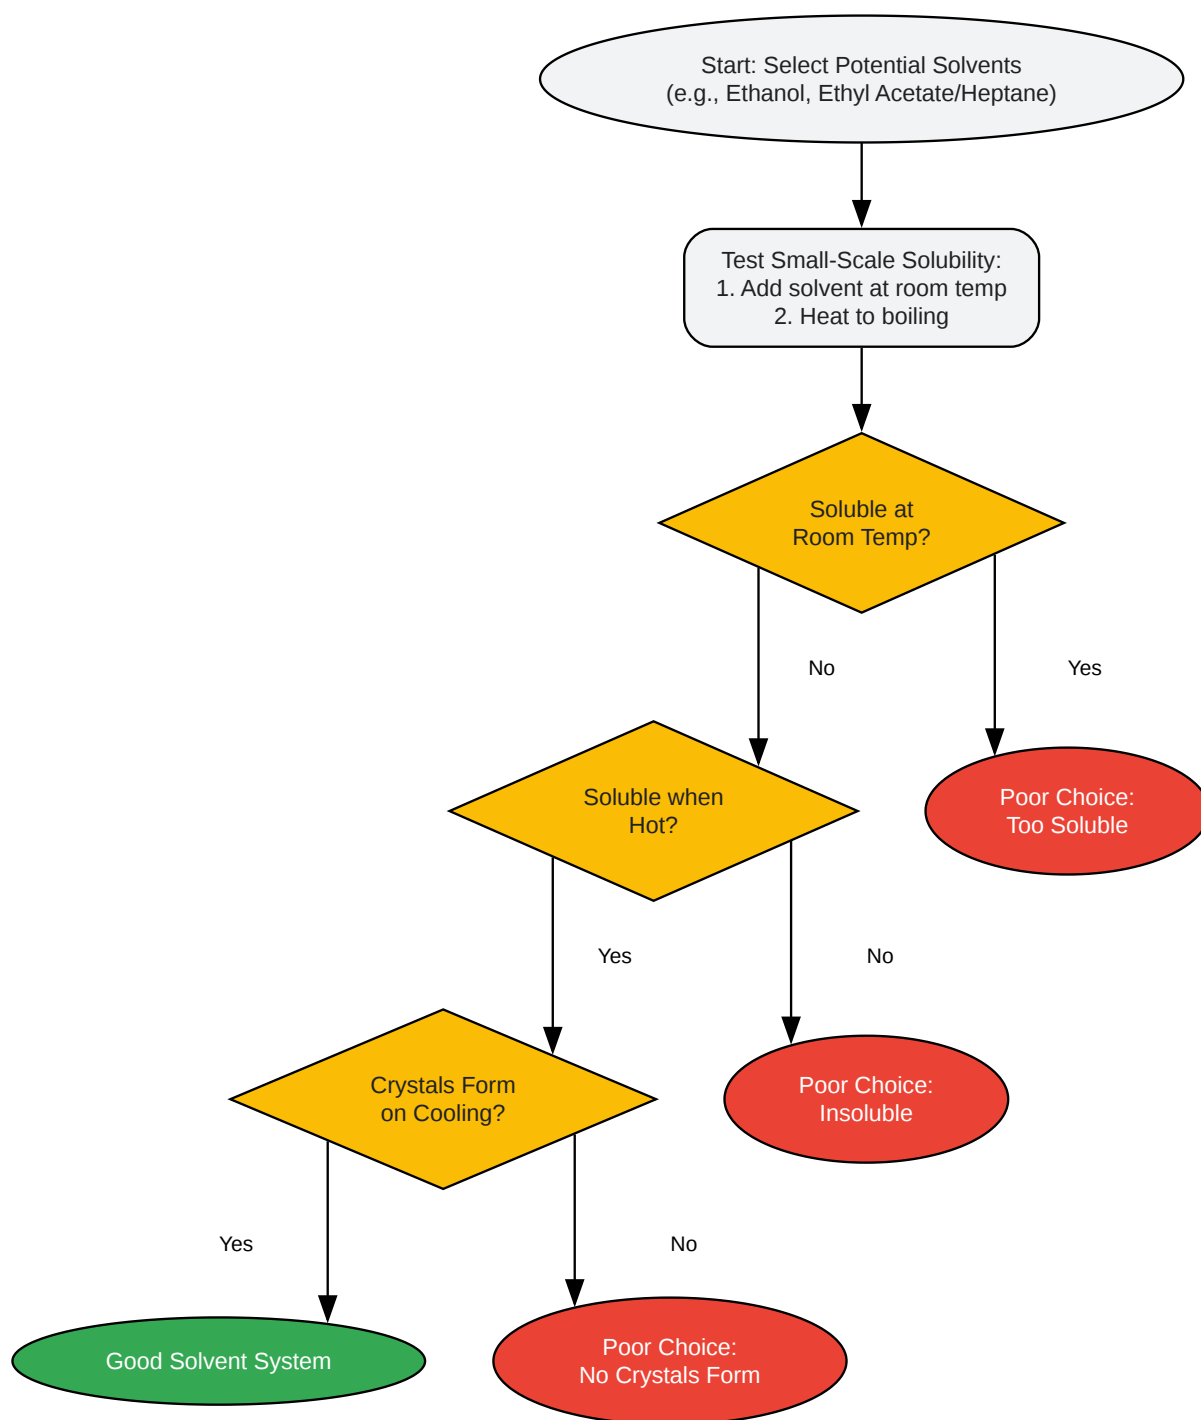 Start: Select Potential Solvents
(e.g., Ethanol, Ethyl Acetate/Heptane)
Test Small-Scale Solubility:
1. Add solvent at room temp
2. Heat to boiling
Soluble at
Room Temp?
No
Yes
Soluble when
Hot?
Poor Choice:
Too Soluble
Yes
No
Crystals Form
on Cooling?
Poor Choice:
Insoluble
Yes
No
Good Solvent System
Poor Choice:
No Crystals Form